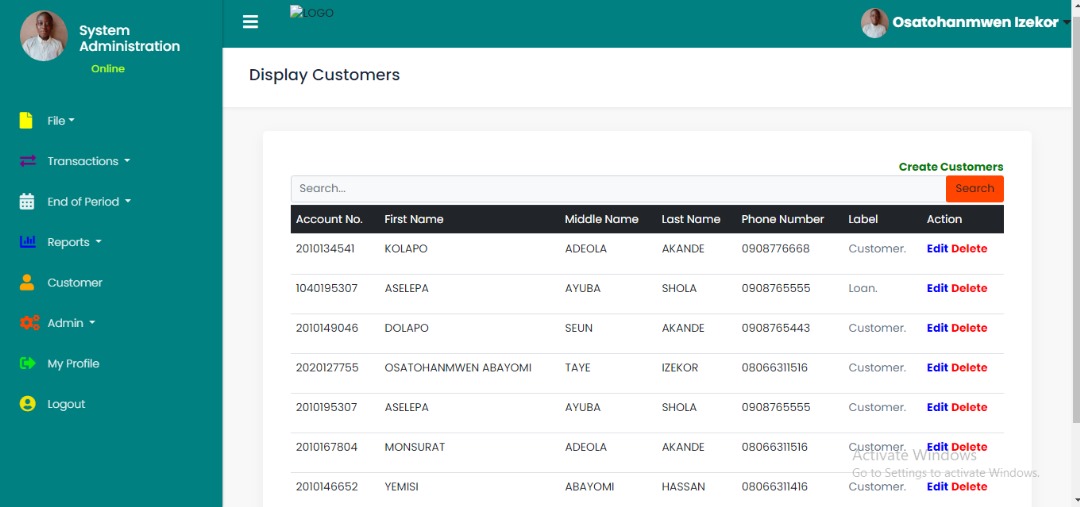 System
Administration
Online
File
Transactions
End of Period
Reports
Customer
Admin
My Profile
Logout
LOGO
Osatohanmwen Izekor
Display Customers
Create Customers
Search... Search
Account No. First Name Middle Name Last Name Phone Number Label Action
2010134541 KOLAPO ADEOLA AKANDE 0908776668 Customer. Edit Delete
1040195307 ASELEPA AYUBA SHOLA 0908765555 Loan. Edit Delete
2010149046 DOLAPO SEUN AKANDE 0908765443 Customer. Edit Delete
2020127755 OSATOHANMWEN ABAYOMI TAYE IZEKOR 08066311516 Customer. Edit Delete
2010195307 ASELEPA AYUBA SHOLA 0908765555 Customer. Edit Delete
2010167804 MONSURAT ADEOLA AKANDE 08066311516 Customer. Edit Delete
Activate Windows
Go to Settings to activate Windows.
2010146652 YEMISI ABAYOMI HASSAN 08066311416 Customer. Edit Delete